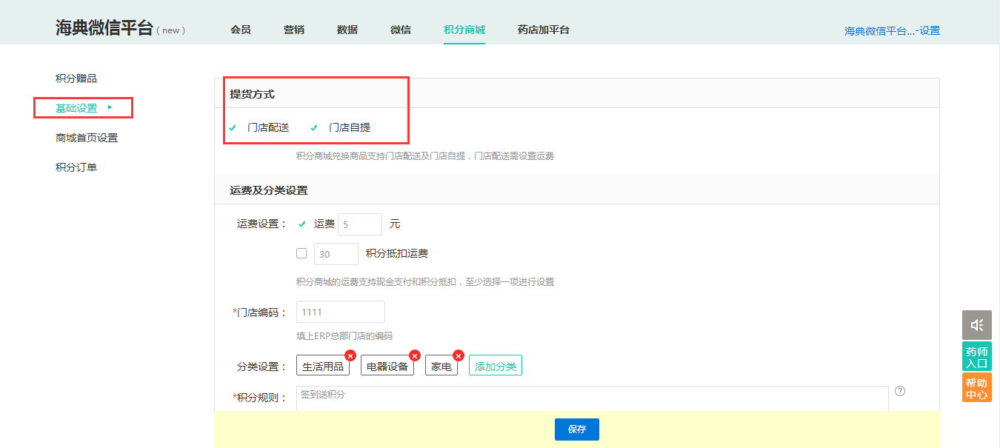 海典微信平台 ( new )
会员 营销 数据 微信 积分商城 药店加平台
海典微信平台...-设置
积分赠品
基础设置
商城首页设置
积分订单
提货方式
门店配送 门店自提
积分商城兑换商品支持门店配送及门店自提，门店配送需设置运费
运费及分类设置
运费设置： 运费 5 元
30 积分抵扣运费
积分商城的运费支持现金支付和积分抵扣，至少选择一项进行设置
*门店编码： 1111
填上ERP总部门店的编码
分类设置： 生活用品 电器设备 家电 添加分类
*积分规则： 签到送积分
保存
药师
入口
帮助
中心